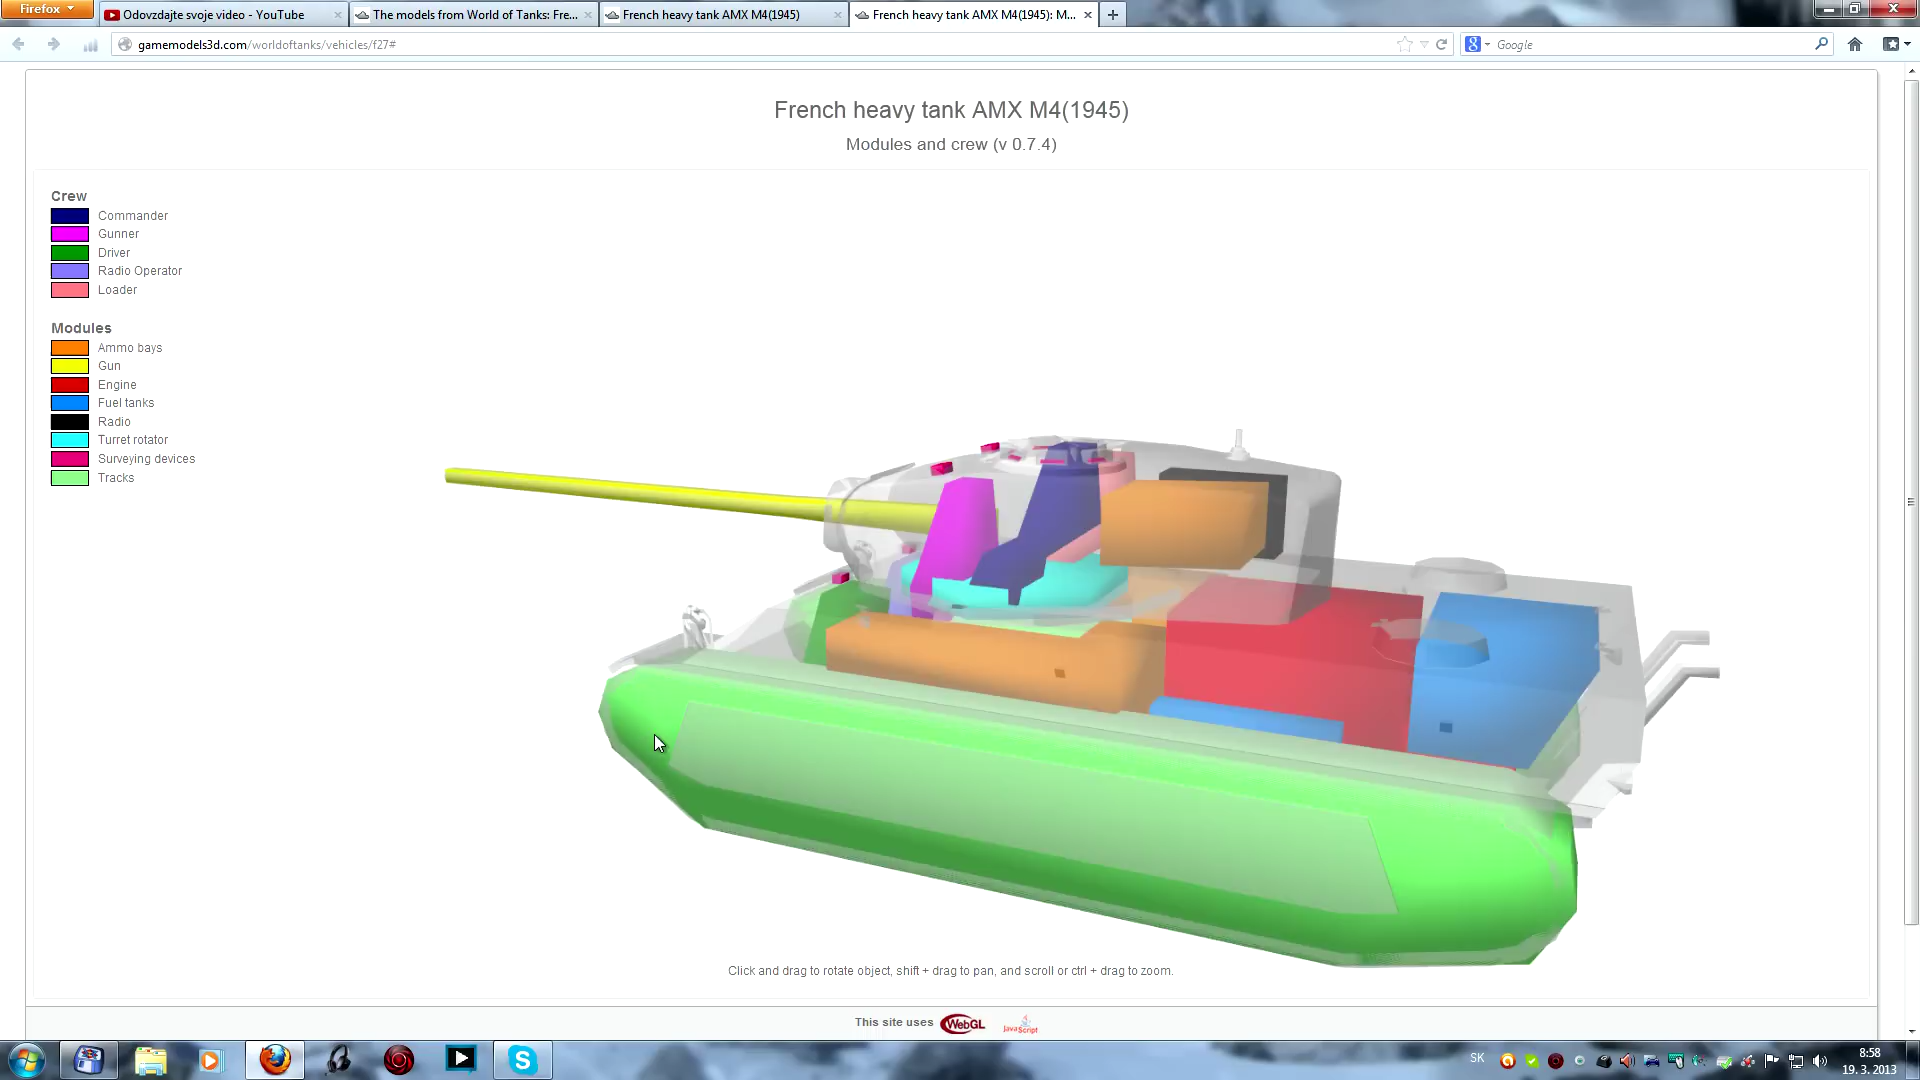 Firefox
Odovzdajte svoje video - YouTube
The models from World of Tanks: Fre...
French heavy tank AMX M4(1945)
French heavy tank AMX M4(1945): M...
gamemodels3d.com/worldoftanks/vehicles/f27#
Google
French heavy tank AMX M4(1945)
Modules and crew (v 0.7.4)
Crew
Commander
Gunner
Driver
Radio Operator
Loader
Modules
Ammo bays
Gun
Engine
Fuel tanks
Radio
Turret rotator
Surveying devices
Tracks
Click and drag to rotate object, shift + drag to pan, and scroll or ctrl + drag to zoom.
This site uses WebGL JavaScript
SK
8:58
19. 3. 2013